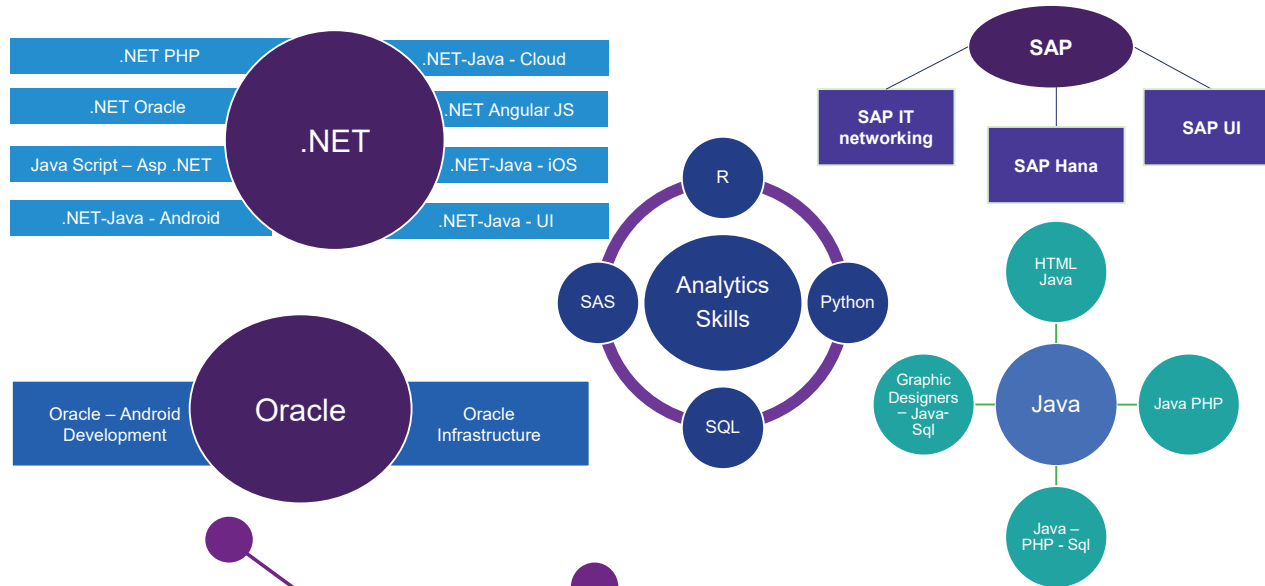 .NET PHP
.NET Oracle
Java Script – Asp .NET
.NET-Java - Android
.NET
.NET-Java - Cloud
.NET Angular JS
.NET-Java - iOS
.NET-Java - UI
SAP
SAP IT
networking
SAP Hana
SAP UI
R
SAS
Analytics
Skills
Python
SQL
Oracle – Android
Development
Oracle
Oracle
Infrastructure
HTML
Java
Graphic
Designers
– Java-
Sql
Java
Java PHP
Java –
PHP - Sql